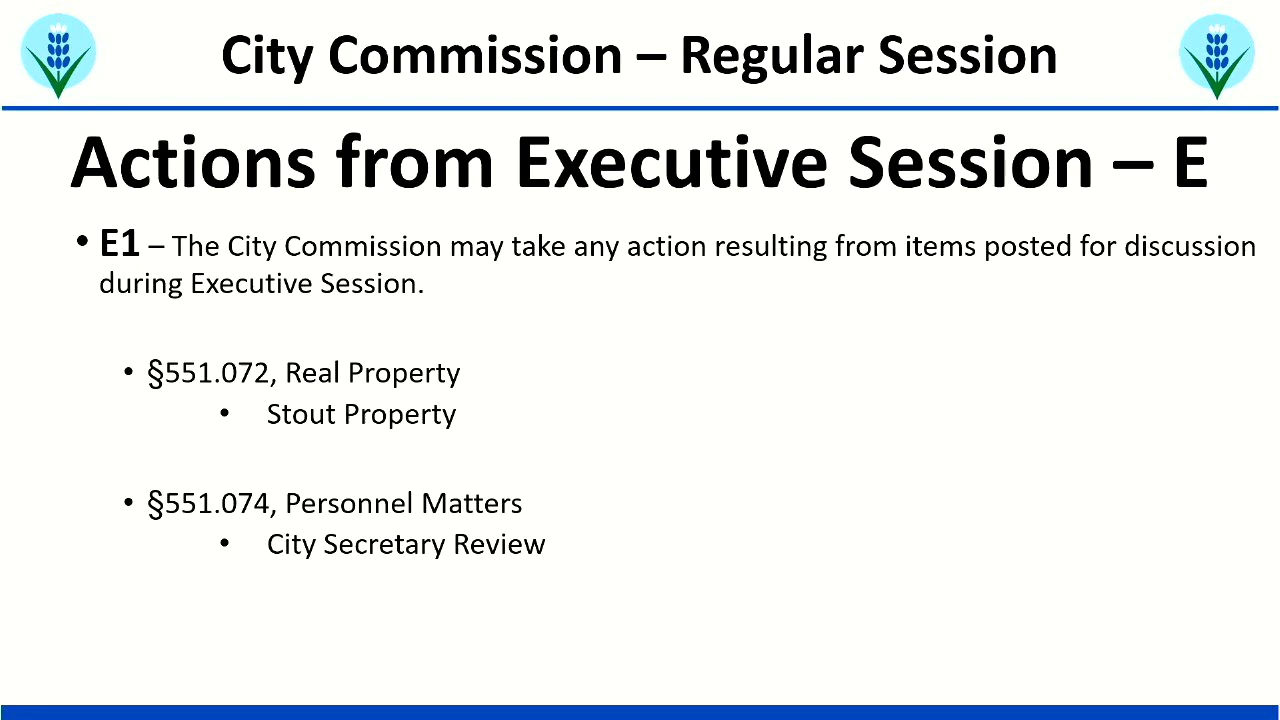 City Commission – Regular Session
Actions from Executive Session – E
• E1 – The City Commission may take any action resulting from items posted for discussion
during Executive Session.
• §551.072, Real Property
• Stout Property
• §551.074, Personnel Matters
• City Secretary Review